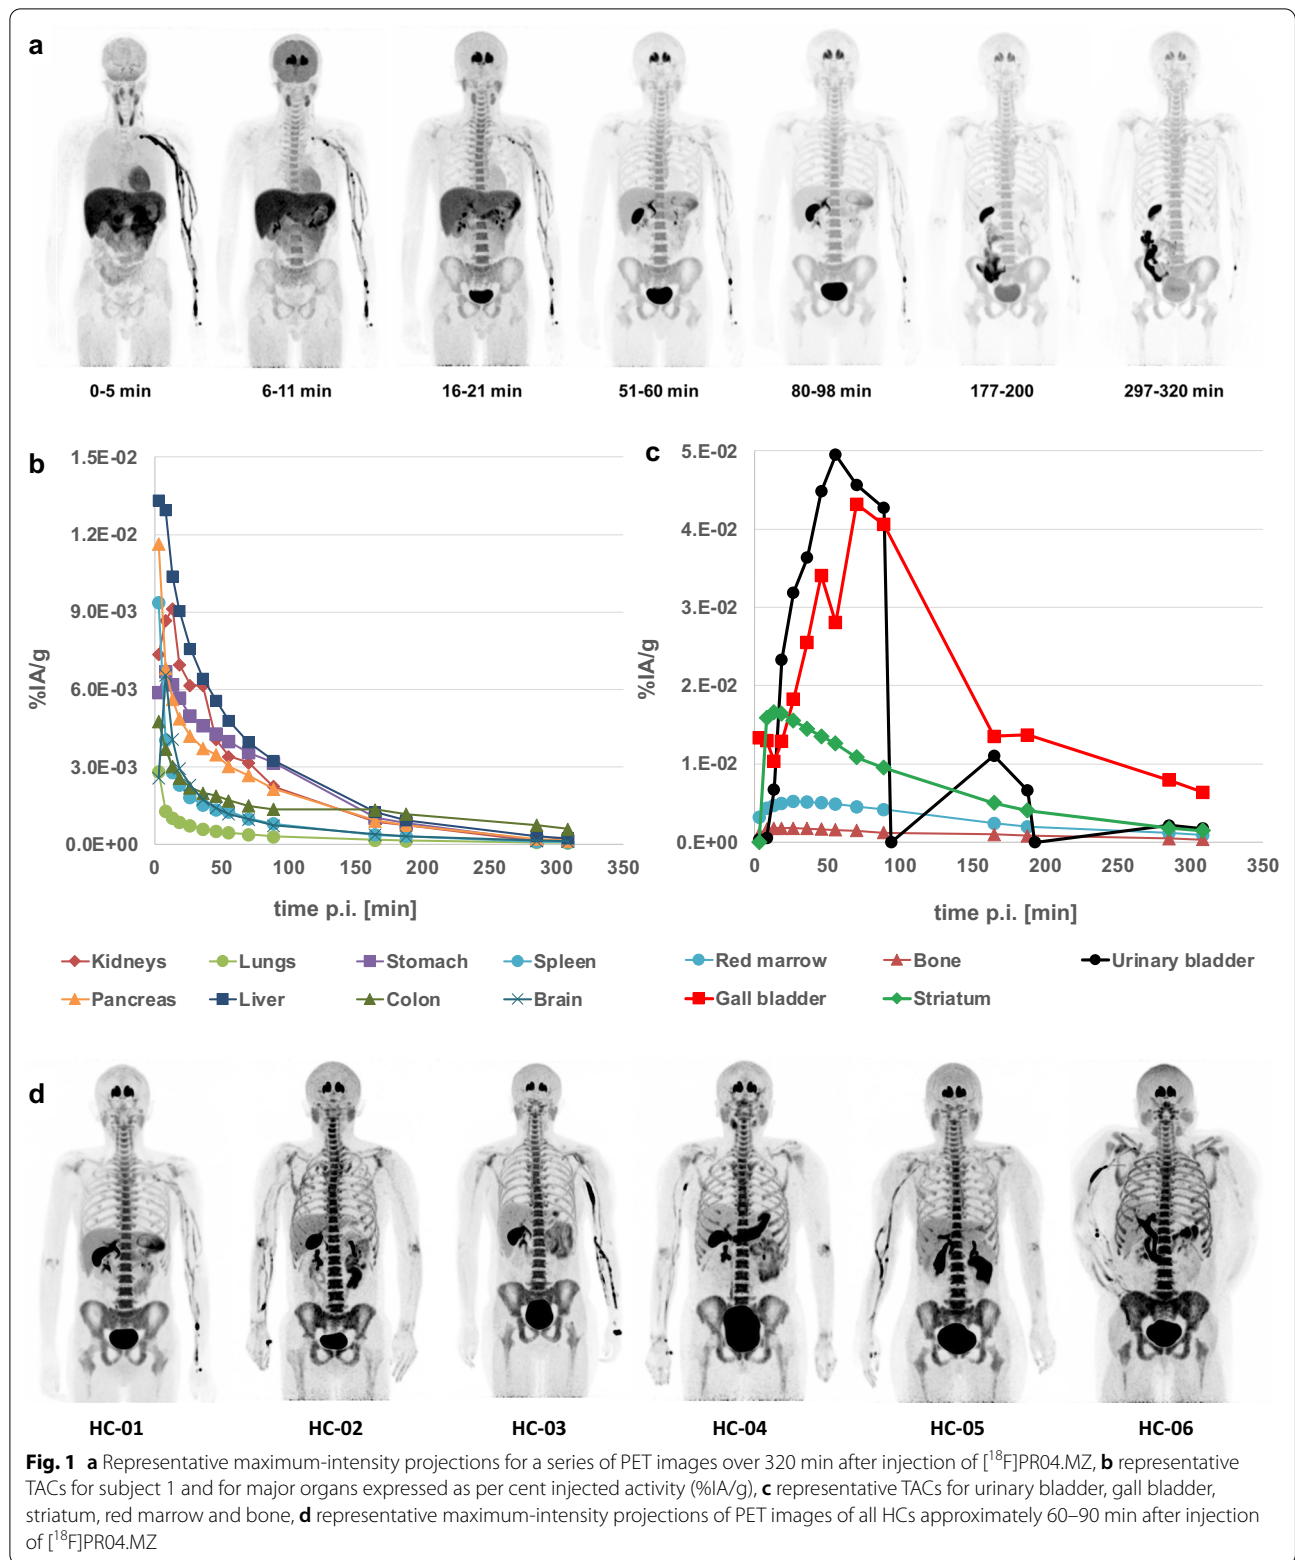 a
0-5 min 6-11 min 16-21 min 51-60 min 80-98 min 177-200 297-320 min
b
1.5E-02
1.2E-02
9.0E-03
6.0E-03
3.0E-03
0.0E+00
%IA/g
0 50 100 150 200 250 300 350
time p.i. [min]
Kidneys Lungs Stomach Spleen
Pancreas Liver Colon Brain
c
5.E-02
4.E-02
3.E-02
2.E-02
1.E-02
0.E+00
%IA/g
0 50 100 150 200 250 300 350
time p.i. [min]
Red marrow Bone Urinary bladder
Gall bladder Striatum
d
HC-01 HC-02 HC-03 HC-04 HC-05 HC-06
Fig. 1 a Representative maximum-intensity projections for a series of PET images over 320 min after injection of [¹⁸F]PR04.MZ, b representative
TACs for subject 1 and for major organs expressed as per cent injected activity (%IA/g), c representative TACs for urinary bladder, gall bladder,
striatum, red marrow and bone, d representative maximum-intensity projections of PET images of all HCs approximately 60–90 min after injection
of [¹⁸F]PR04.MZ